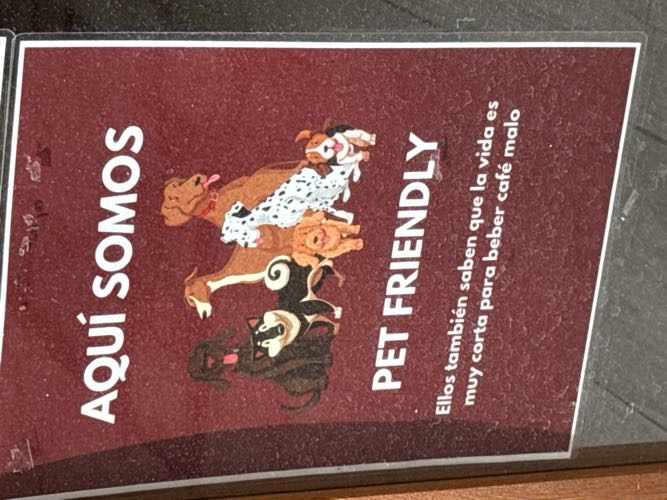 AQUÍ SOMOS
PET FRIENDLY
Ellos también saben que la vida es
muy corta para beber café malo